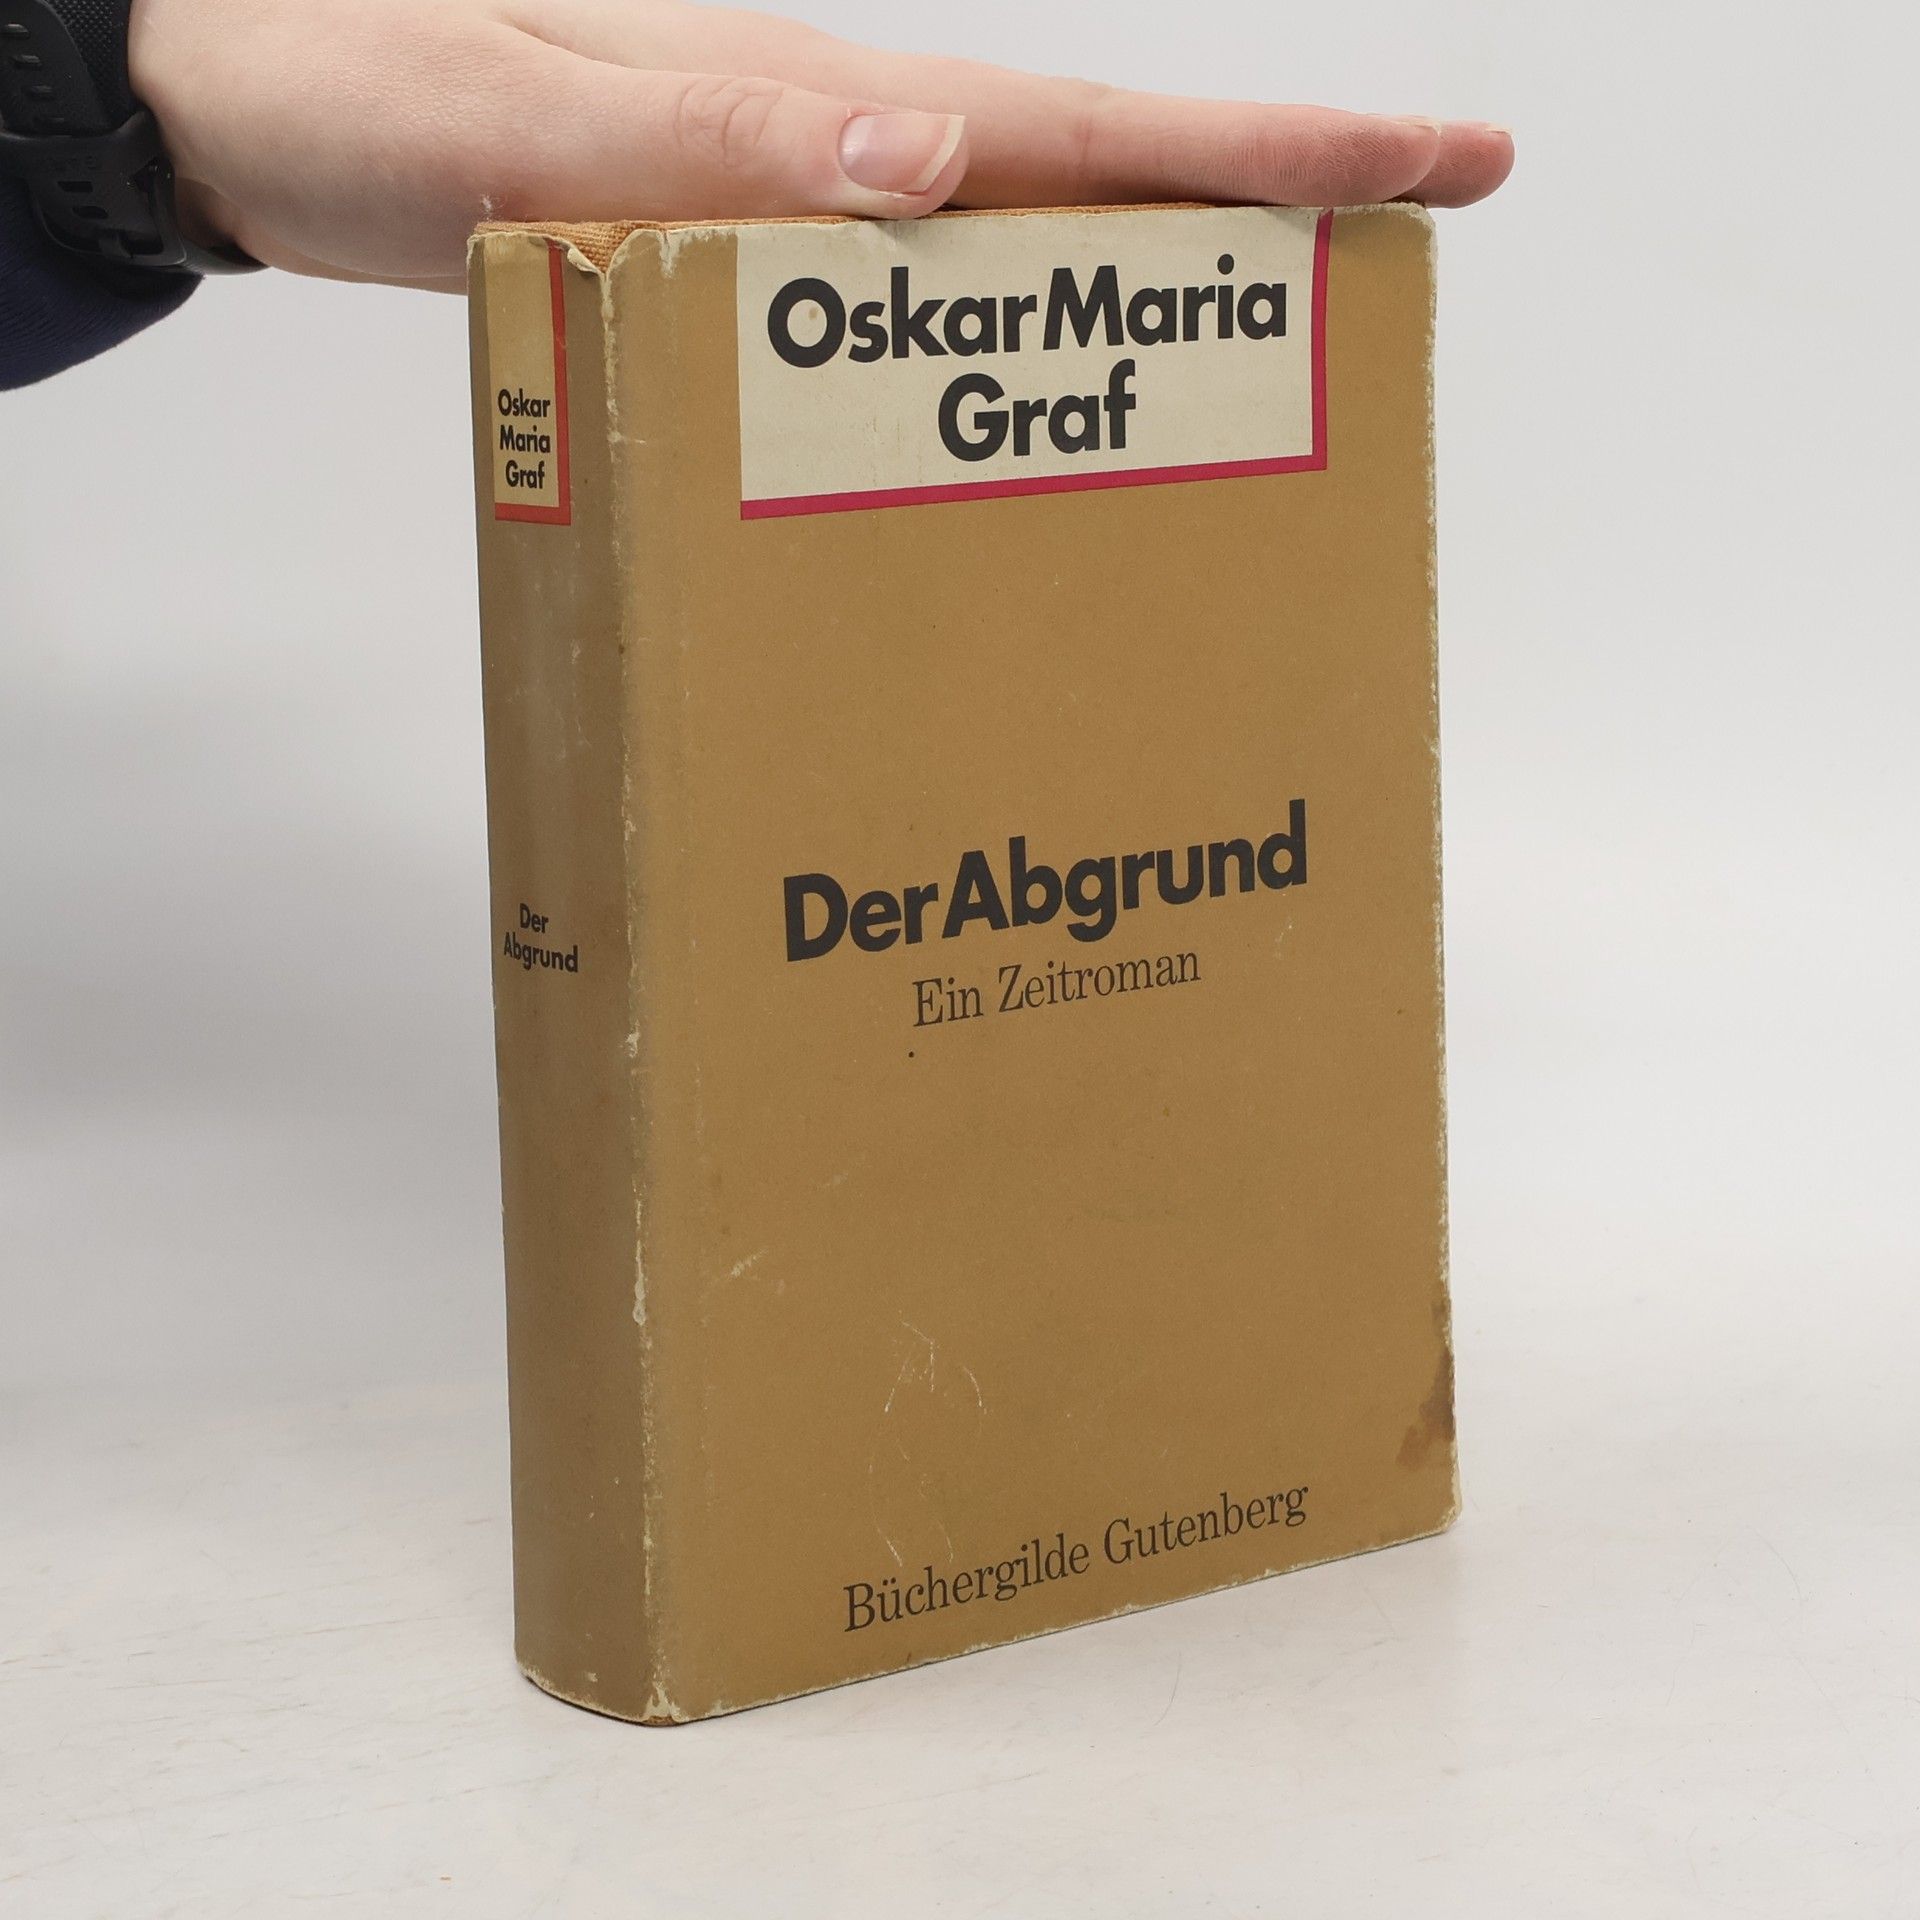 Oskar Maria
Graf
Der Abgrund
Ein Zeitroman
Büchergilde Gutenberg
Oskar
Maria
Graf
Der
Abgrund